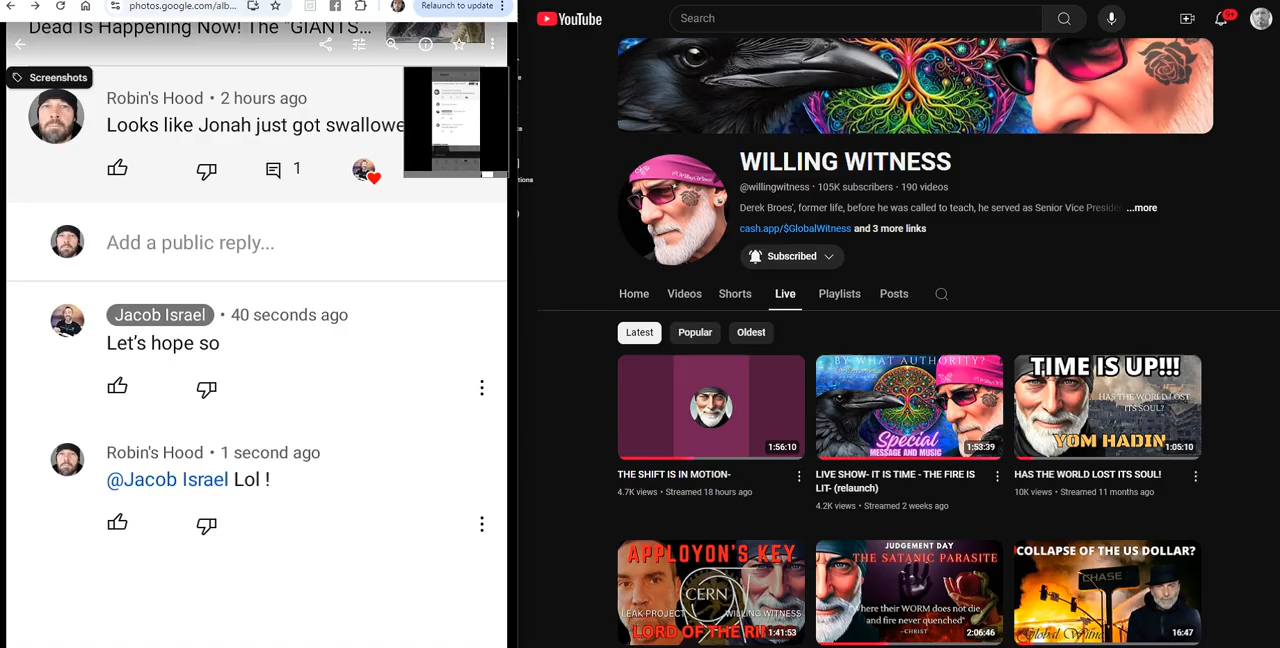 photos.google.com/alb...
Relaunch to update
Dead Is Happening Now! The "GIANTS...
Screenshots
Robin's Hood • 2 hours ago
Looks like Jonah just got swallowe
1
Add a public reply...
Jacob Israel • 40 seconds ago
Let's hope so
Robin's Hood • 1 second ago
@Jacob Israel Lol !
YouTube
Search
9+
WILLING WITNESS
@willingwitness • 105K subscribers • 190 videos
Derek Broes', former life, before he was called to teach, he served as Senior Vice Presiden ...more
cash.app/$GlobalWitness and 3 more links
Subscribed
Home Videos Shorts Live Playlists Posts
Latest Popular Oldest
1:56:10
THE SHIFT IS IN MOTION-
4.7K views • Streamed 18 hours ago
BY WHAT AUTHORITY?
Special
MESSAGE AND MUSIC
1:53:39
LIVE SHOW- IT IS TIME - THE FIRE IS
LIT- (relaunch)
4.2K views • Streamed 2 weeks ago
TIME IS UP!!!
HAS THE WORLD LOST
ITS SOUL?
YOM HADIN
1:05:10
HAS THE WORLD LOST ITS SOUL!
10K views • Streamed 11 months ago
APPLOYON'S KEY
CERN
LEAK PROJECT
WILLING WITNESS
LORD OF THE RIN
1:41:53
JUDGEMENT DAY
THE SATANIC PARASITE
"Where their WORM does not die,
and fire never quenched"
~CHRIST
2:06:46
COLLAPSE OF THE US DOLLAR?
CHASE
Global Witne
16:47